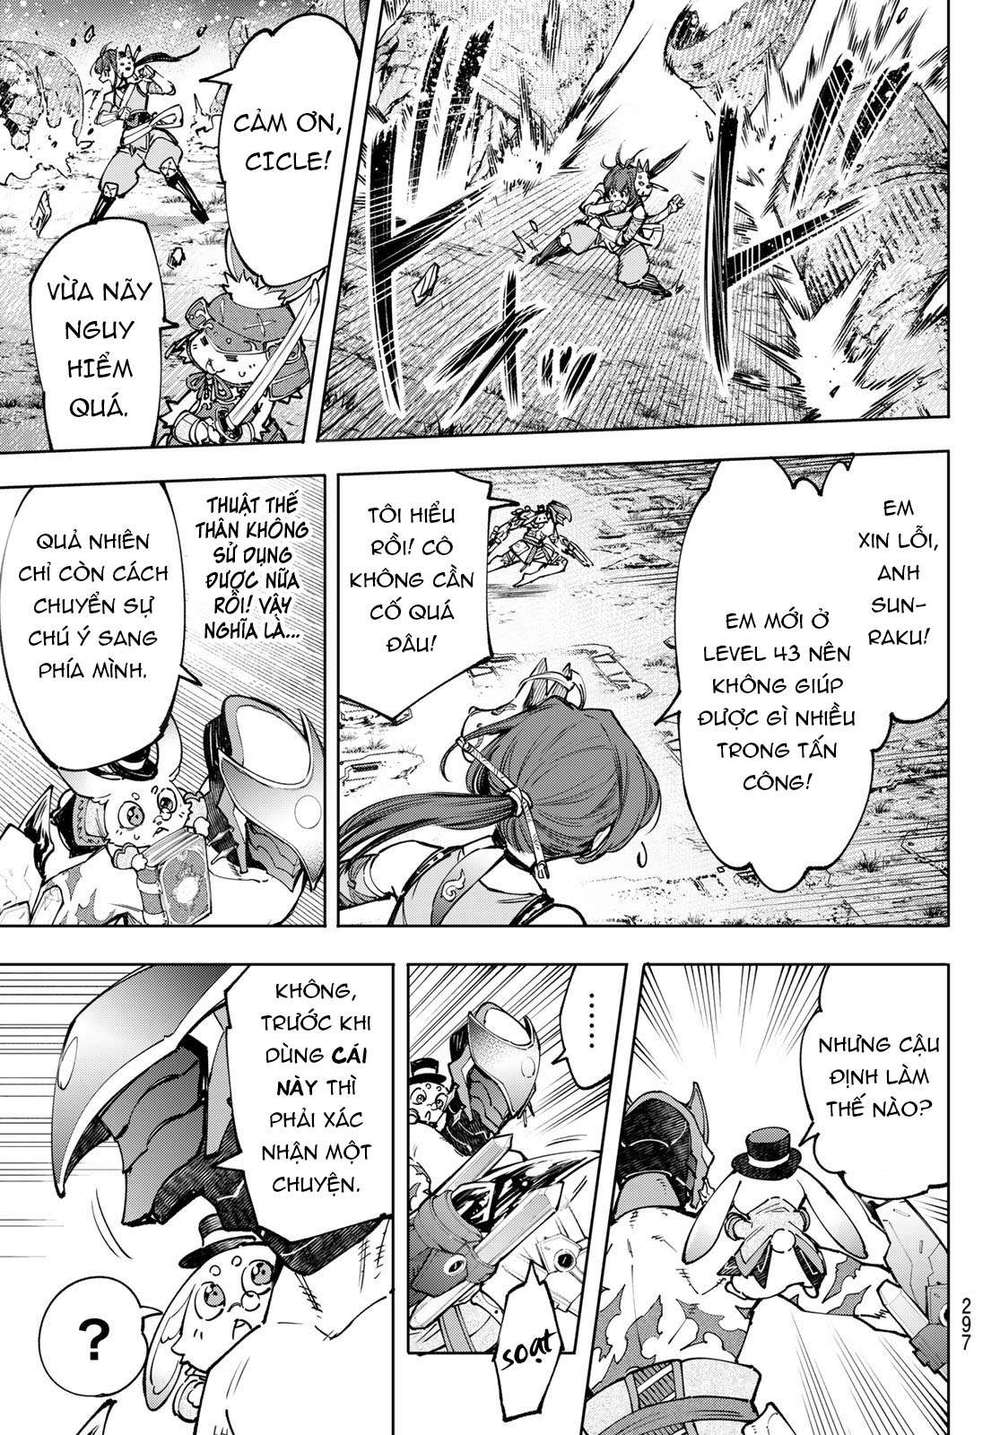 CẢM ƠN,
CICLE!
VỪA NÃY
NGUY
HIỂM
QUÁ.
EM
XIN LỖI,
ANH
SUN-
RAKU!
EM MỚI Ở
LEVEL 43 NÊN
KHÔNG GIÚP
ĐƯỢC GÌ NHIỀU
TRONG TẤN
CÔNG!
TÔI HIỂU
RỒI! CÔ
KHÔNG CẦN
CỐ QUÁ
ĐÂU!
THUẬT THẾ
THÂN KHÔNG
SỬ DỤNG
ĐƯỢC NỮA
RỒI! VẬY
NGHĨA LÀ...
QUẢ NHIÊN
CHỈ CÒN CÁCH
CHUYỂN SỰ
CHÚ Ý SANG
PHÍA MÌNH.
NHƯNG CẬU
ĐỊNH LÀM
THẾ NÀO?
......
SOẠT
KHÔNG,
TRƯỚC KHI
DÙNG CÁI
NÀY THÌ
PHẢI XÁC
NHẬN MỘT
CHUYỆN.
?
297